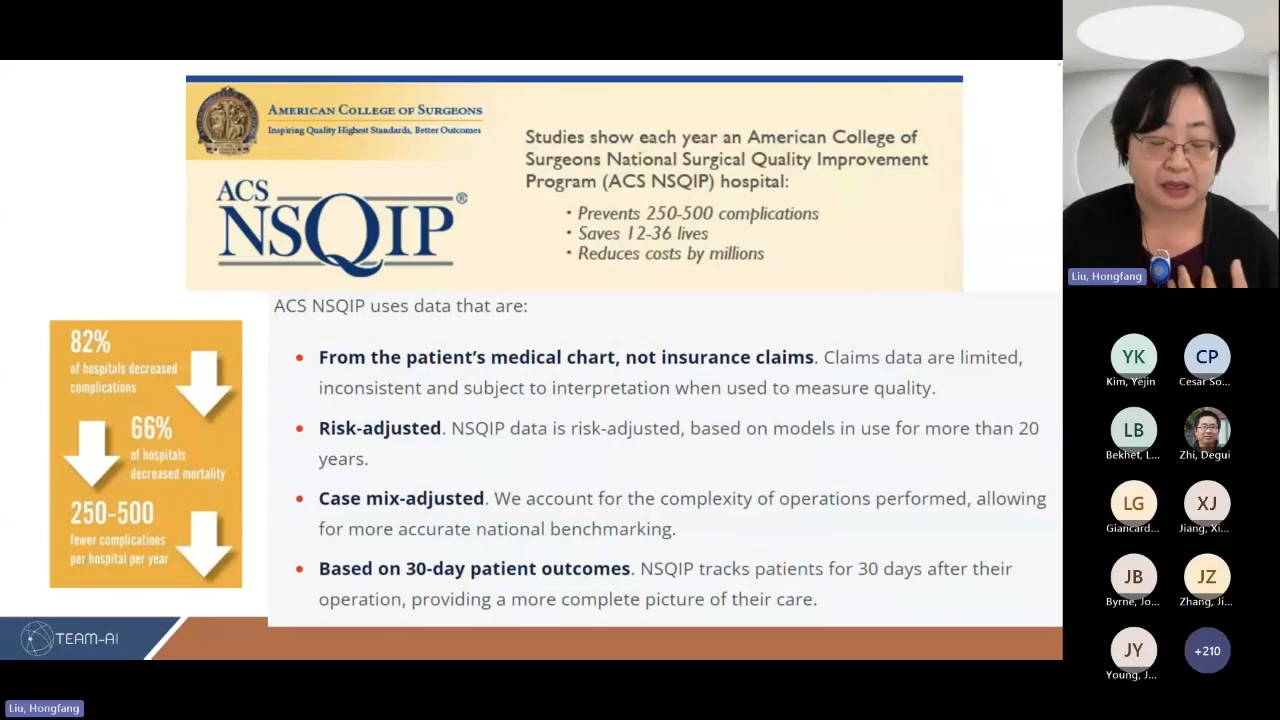 AMERICAN COLLEGE OF SURGEONS
Inspiring Quality Highest Standards, Better Outcomes
ACS
NSQIP®
Studies show each year an American College of
Surgeons National Surgical Quality Improvement
Program (ACS NSQIP) hospital:
• Prevents 250-500 complications
• Saves 12-36 lives
• Reduces costs by millions
82%
of hospitals decreased
complications
66%
of hospitals
decreased mortality
250-500
fewer complications
per hospital per year
ACS NSQIP uses data that are:
• From the patient’s medical chart, not insurance claims. Claims data are limited,
inconsistent and subject to interpretation when used to measure quality.
• Risk-adjusted. NSQIP data is risk-adjusted, based on models in use for more than 20
years.
• Case mix-adjusted. We account for the complexity of operations performed, allowing
for more accurate national benchmarking.
• Based on 30-day patient outcomes. NSQIP tracks patients for 30 days after their
operation, providing a more complete picture of their care.
TEAM-AI
Liu, Hongfang
YK
Kim, Yejin
CP
Cesar So...
LB
Bekhet, L...
Zhi, Degui
LG
Giancard...
XJ
Jiang, Xi...
JB
Byrne, Jo...
JZ
Zhang, Ji...
JY
Young, J...
+210
Liu, Hongfang